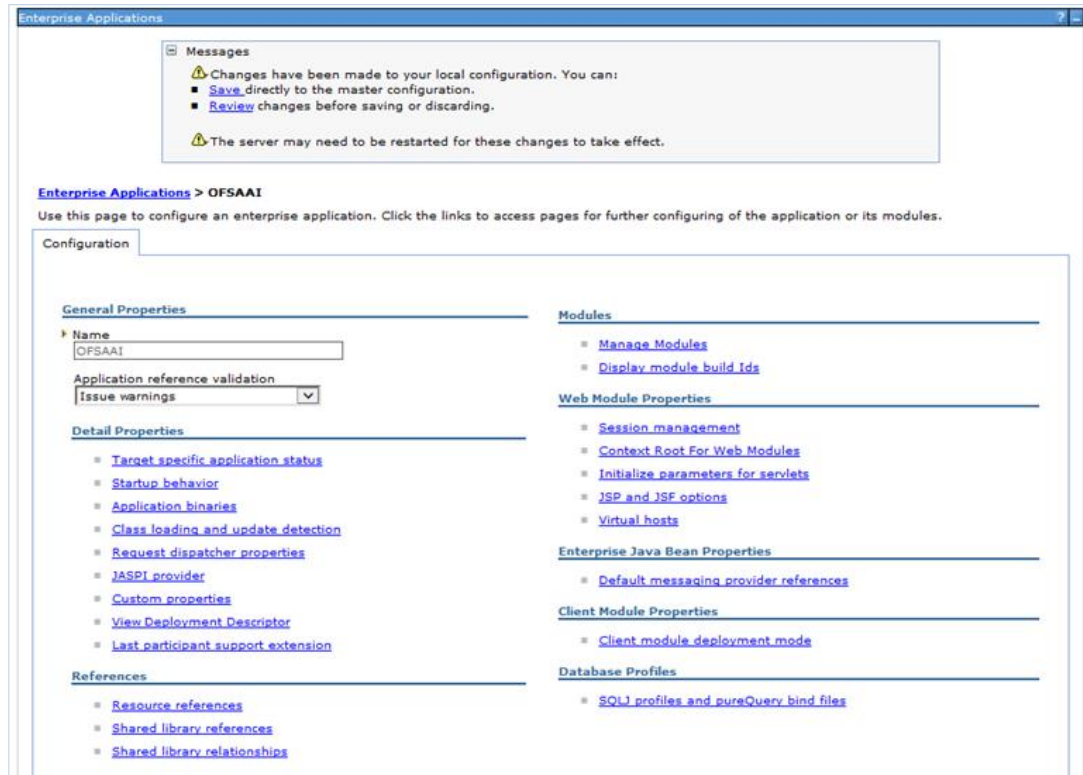 Enterprise Applications ? -
Messages
Changes have been made to your local configuration. You can:
Save directly to the master configuration.
Review changes before saving or discarding.
The server may need to be restarted for these changes to take effect.
Enterprise Applications > OFSAAI
Use this page to configure an enterprise application. Click the links to access pages for further configuring of the application or its modules.
Configuration
General Properties
Name
OFSAAI
Application reference validation
Issue warnings
Detail Properties
Target specific application status
Startup behavior
Application binaries
Class loading and update detection
Request dispatcher properties
JASPI provider
Custom properties
View Deployment Descriptor
Last participant support extension
References
Resource references
Shared library references
Shared library relationships
Modules
Manage Modules
Display module build Ids
Web Module Properties
Session management
Context Root For Web Modules
Initialize parameters for servlets
JSP and JSF options
Virtual hosts
Enterprise Java Bean Properties
Default messaging provider references
Client Module Properties
Client module deployment mode
Database Profiles
SQLJ profiles and pureQuery bind files